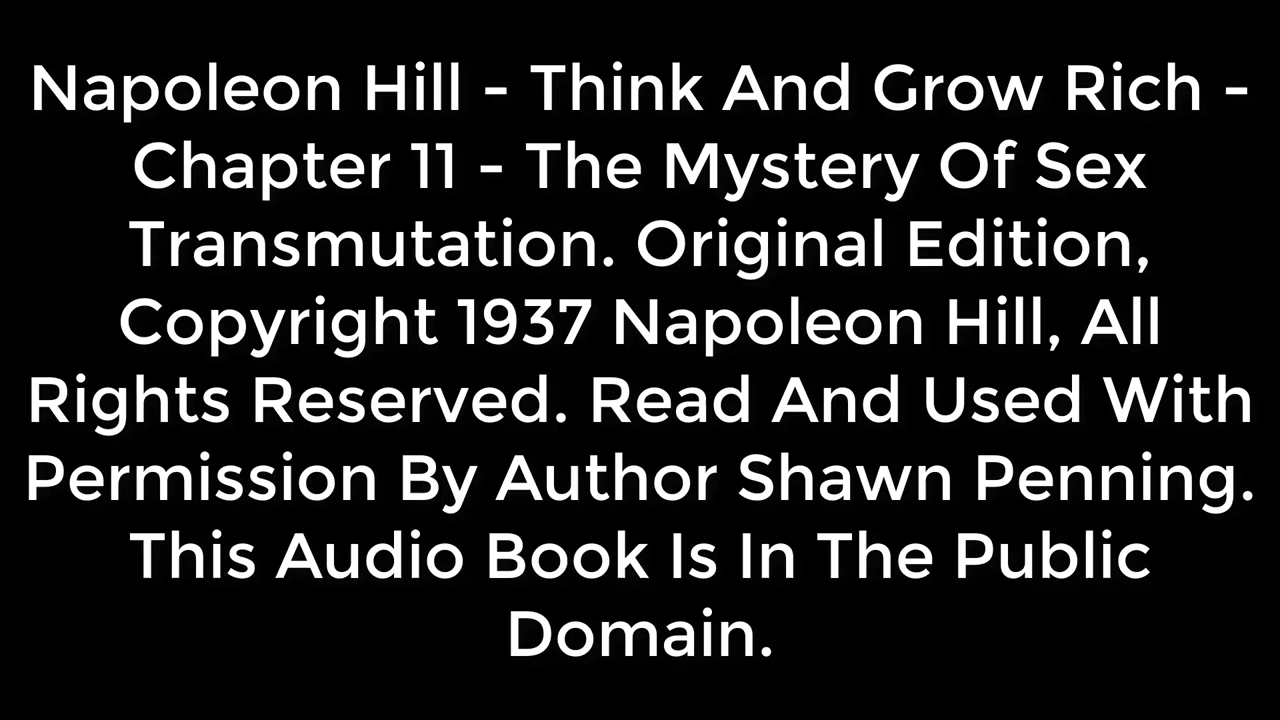 Napoleon Hill - Think And Grow Rich -
Chapter 11 - The Mystery Of Sex
Transmutation. Original Edition,
Copyright 1937 Napoleon Hill, All
Rights Reserved. Read And Used With
Permission By Author Shawn Penning.
This Audio Book Is In The Public
Domain.